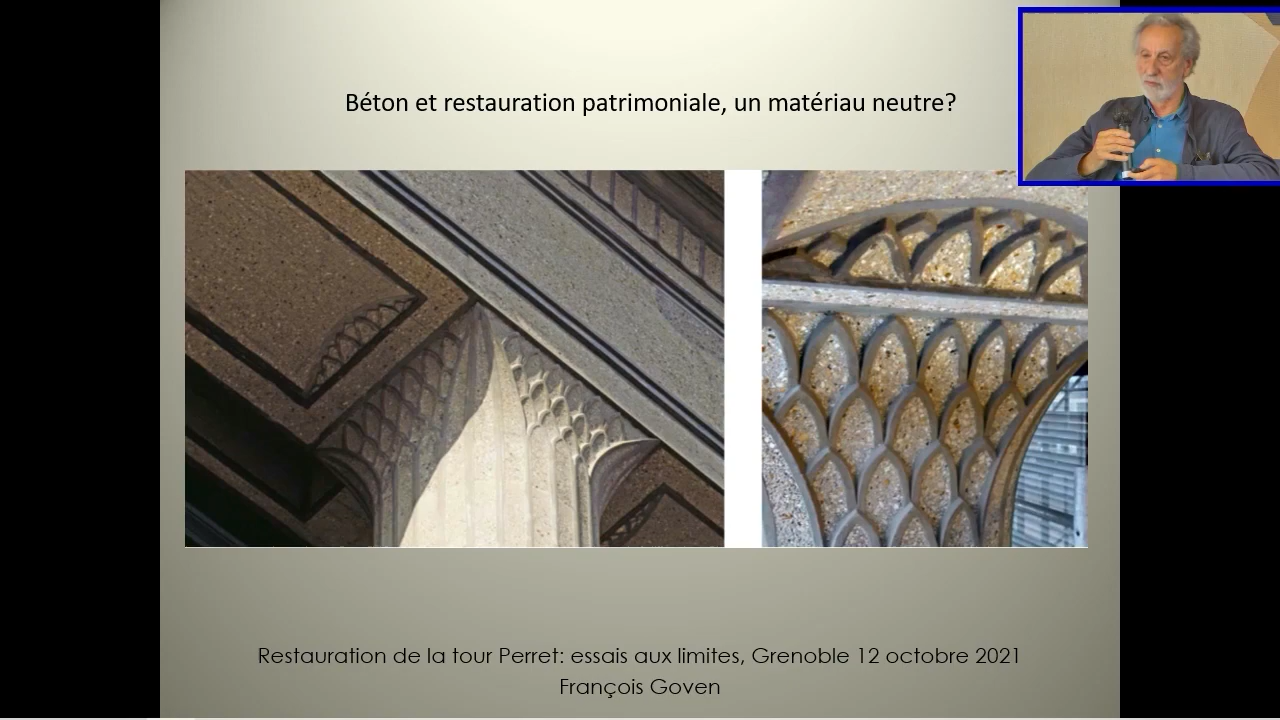 Béton et restauration patrimoniale, un matériau neutre?
Restauration de la tour Perret: essais aux limites, Grenoble 12 octobre 2021
François Goven